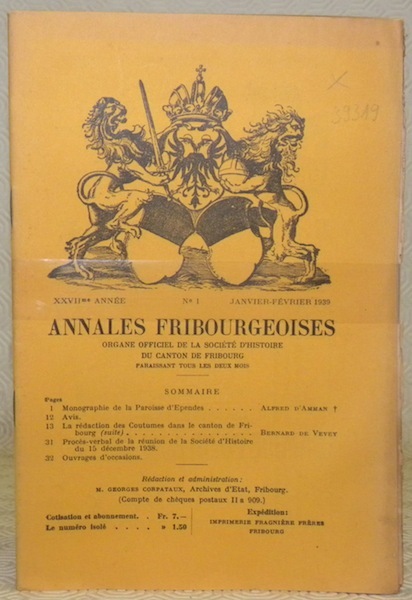 39319
XXVIIme ANNÉE No 1 JANVIER-FÉVRIER 1939
ANNALES FRIBOURGEOISES
ORGANE OFFICIEL DE LA SOCIÉTÉ D'HISTOIRE
DU CANTON DE FRIBOURG
PARAISSANT TOUS LES DEUX MOIS
SOMMAIRE
Pages
1 Monographie de la Paroisse d'Ependes . . . . . . ALFRED D'AMMAN †
12 Avis.
13 La rédaction des Coutumes dans le canton de Fri-
bourg (suite) . . . . . . . . . . . . . . . BERNARD DE VEVEY
31 Procès-verbal de la réunion de la Société d'Histoire
du 15 décembre 1938.
32 Ouvrages d'occasions.
Rédaction et administration:
M. GEORGES CORPATAUX, Archives d'Etat, Fribourg.
(Compte de chèques postaux II a 909.)
Cotisation et abonnement. . Fr. 7.—
Le numéro isolé . . . . » 1.50
Expédition:
IMPRIMERIE FRAGNIÈRE FRÈRES
FRIBOURG